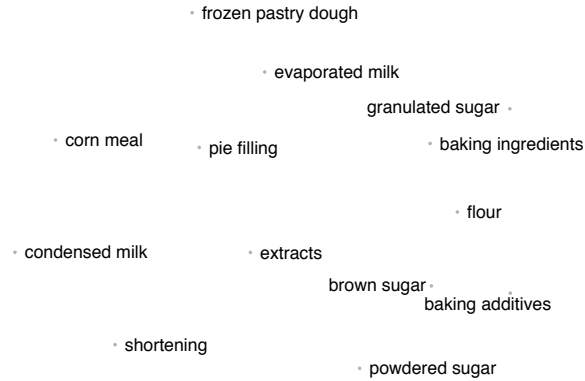 frozen pastry dough
evaporated milk
granulated sugar
corn meal
pie filling
baking ingredients
flour
condensed milk
extracts
brown sugar
baking additives
shortening
powdered sugar